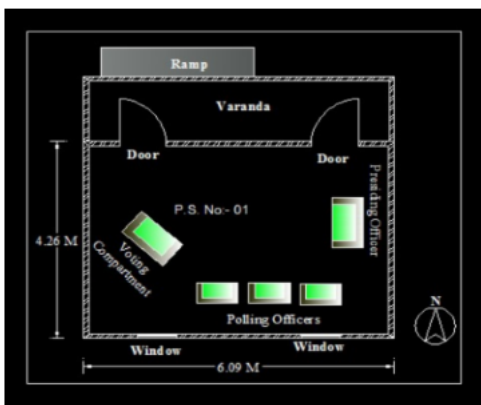 Ramp
Varanda
Door
Door
P.S. No:- 01
Presiding Officer
4.26 M
Voting
Compartment
Polling Officers
N
Window
Window
6.09 M